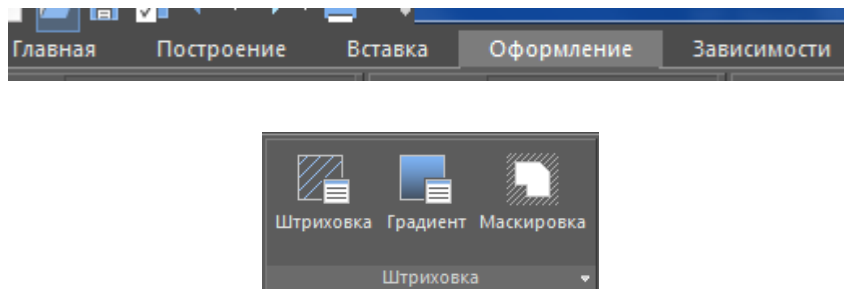 Главная Построение Вставка Оформление Зависимости
Штриховка Градиент Маскировка
Штриховка